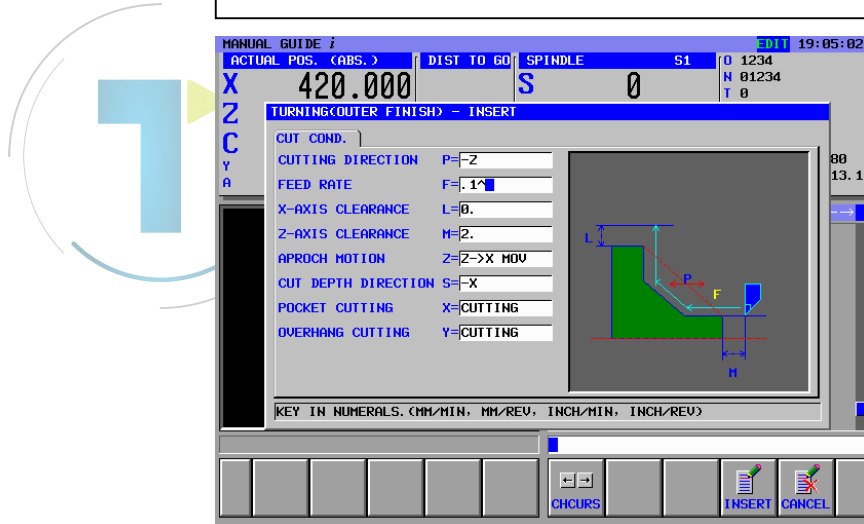 MANUAL GUIDE i EDIT 19:05:02
ACTUAL POS. (ABS.) DIST TO GO SPINDLE S1 O 1234
N 01234
X 420.000 S 0 T 0
Z TURNING(OUTER FINISH) - INSERT
C CUT COND.
Y CUTTING DIRECTION P=-Z 80
A FEED RATE F=.1^ 13.1
X-AXIS CLEARANCE L=0.
Z-AXIS CLEARANCE M=2.
APROCH MOTION Z=Z->X MOV
CUT DEPTH DIRECTION S=-X
POCKET CUTTING X=CUTTING
OVERHANG CUTTING Y=CUTTING
L
P
F
M
KEY IN NUMERALS.(MM/MIN, MM/REV, INCH/MIN, INCH/REV)
CHCURS INSERT CANCEL